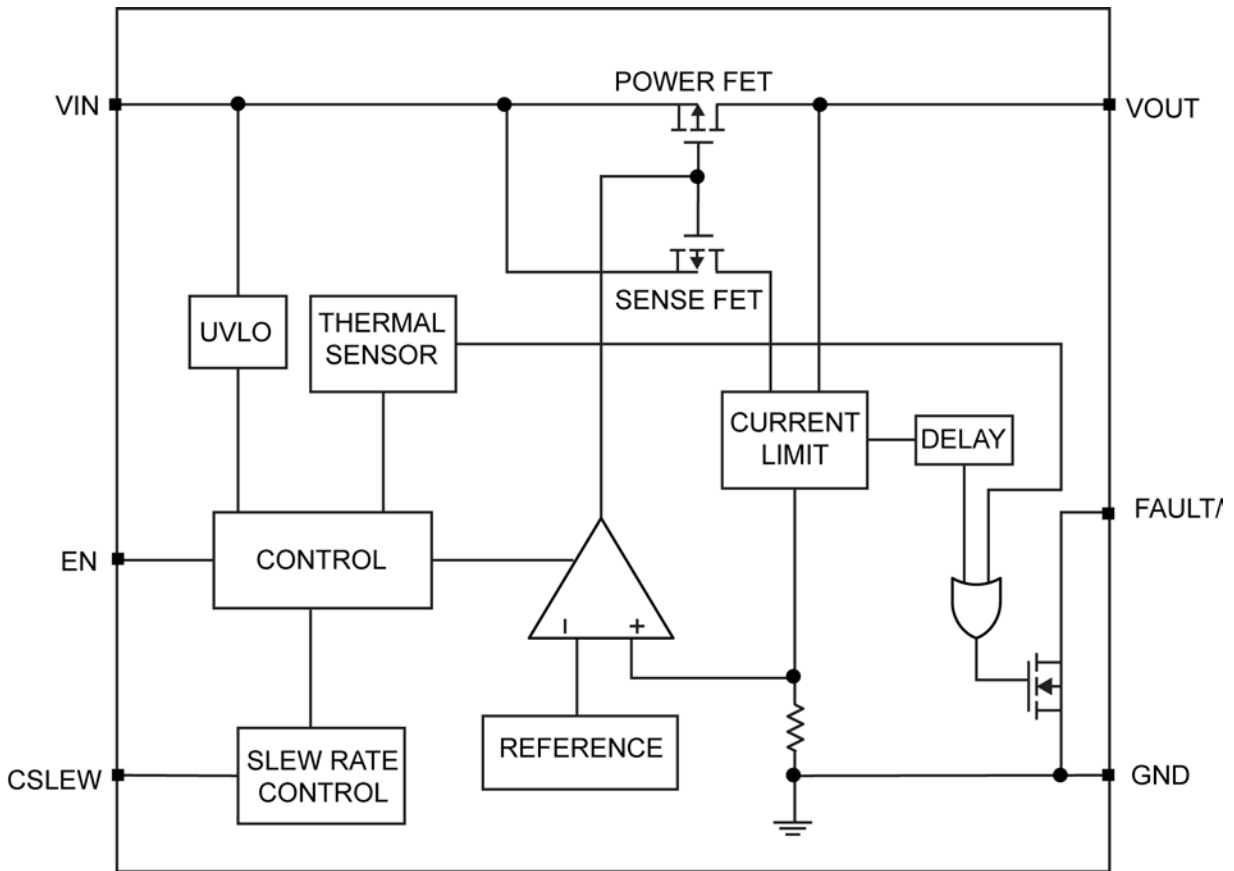 POWER FET
VIN
VOUT
SENSE FET
UVLO
THERMAL
SENSOR
CURRENT
LIMIT
DELAY
FAULT/
EN
CONTROL
– +
REFERENCE
SLEW RATE
CONTROL
CSLEW
GND